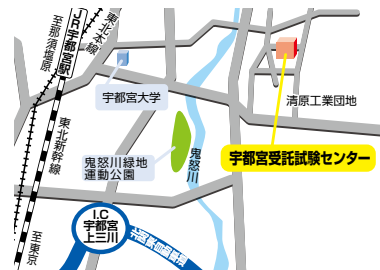 至那須塩原
JR宇都宮駅
東北本線
宇都宮大学
清原工業団地
宇都宮受託試験センター
鬼怒川緑地
運動公園
鬼怒川
東北新幹線
I.C
宇都宮
上三川
至東京